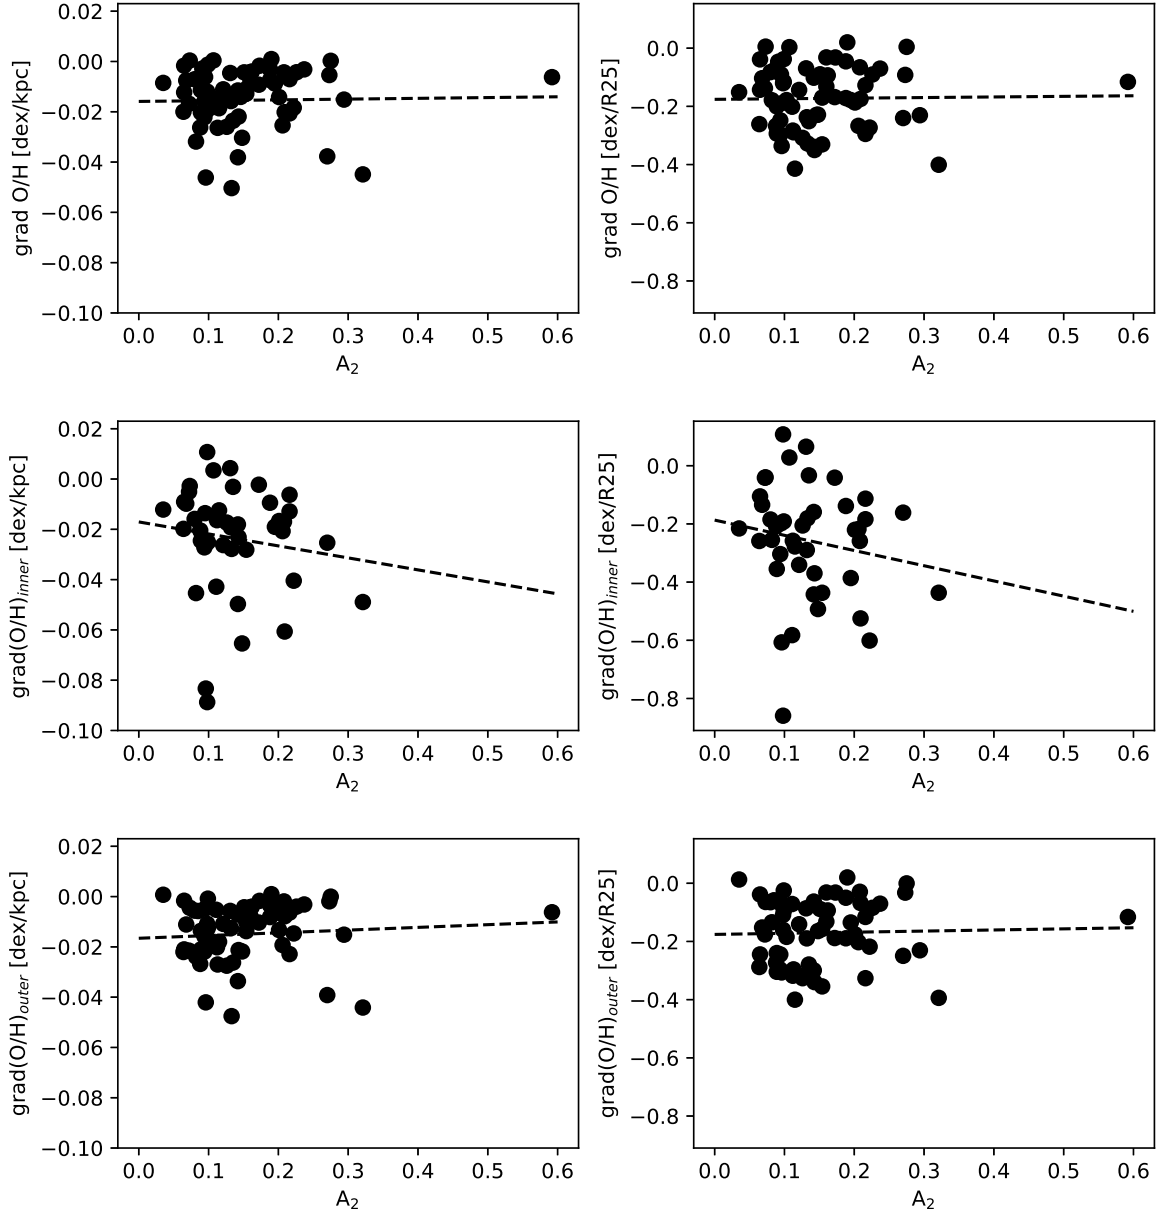 0.02
0.00
−0.02
−0.04
−0.06
−0.08
−0.10
grad O/H [dex/kpc]
0.0 0.1 0.2 0.3 0.4 0.5 0.6
A₂
0.0
−0.2
−0.4
−0.6
−0.8
grad O/H [dex/R25]
0.0 0.1 0.2 0.3 0.4 0.5 0.6
A₂
0.02
0.00
−0.02
−0.04
−0.06
−0.08
−0.10
grad(O/H)inner [dex/kpc]
0.0 0.1 0.2 0.3 0.4 0.5 0.6
A₂
0.0
−0.2
−0.4
−0.6
−0.8
grad(O/H)inner [dex/R25]
0.0 0.1 0.2 0.3 0.4 0.5 0.6
A₂
0.02
0.00
−0.02
−0.04
−0.06
−0.08
−0.10
grad(O/H)outer [dex/kpc]
0.0 0.1 0.2 0.3 0.4 0.5 0.6
A₂
0.0
−0.2
−0.4
−0.6
−0.8
grad(O/H)outer [dex/R25]
0.0 0.1 0.2 0.3 0.4 0.5 0.6
A₂